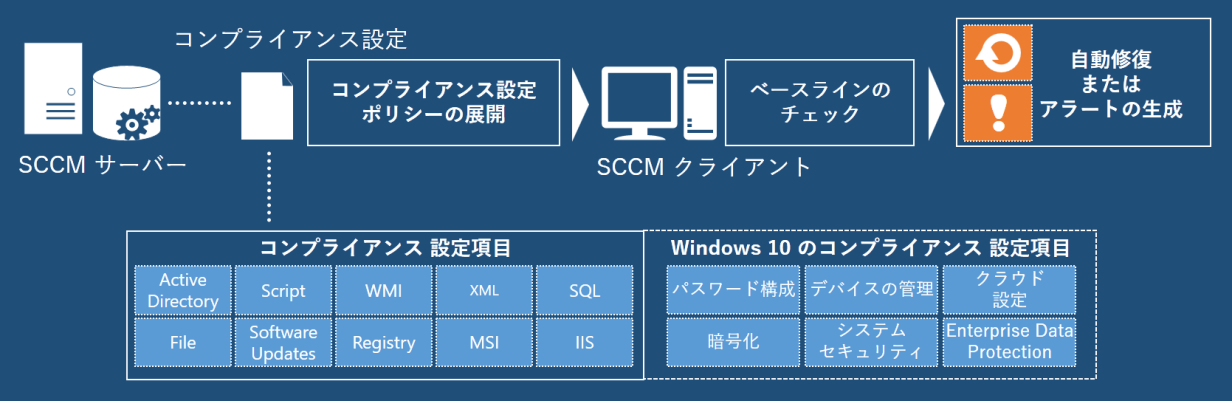 コンプライアンス設定
SCCM サーバー
コンプライアンス設定
ポリシーの展開
SCCM クライアント
ベースラインの
チェック
自動修復
または
アラートの生成
コンプライアンス 設定項目
Active
Directory
Script
WMI
XML
SQL
File
Software
Updates
Registry
MSI
IIS
Windows 10 のコンプライアンス 設定項目
パスワード構成
デバイスの管理
クラウド
設定
暗号化
システム
セキュリティ
Enterprise Data
Protection